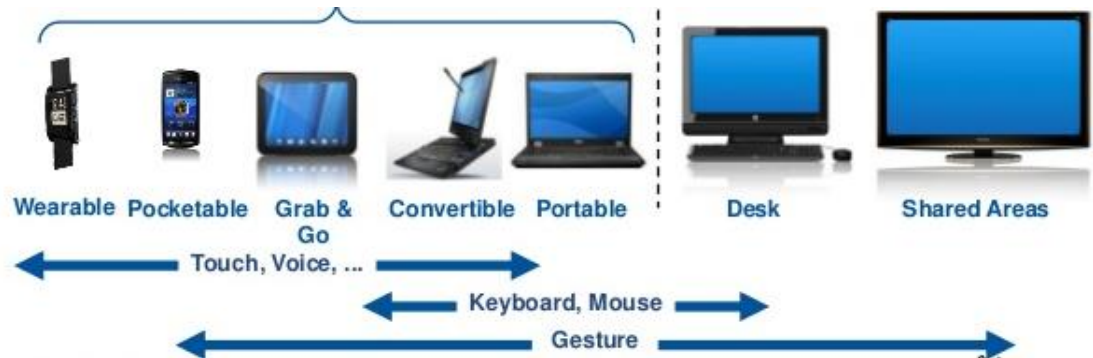 Wearable Pocketable Grab & Convertible Portable Desk Shared Areas
Go
Touch, Voice, ...
Keyboard, Mouse
Gesture